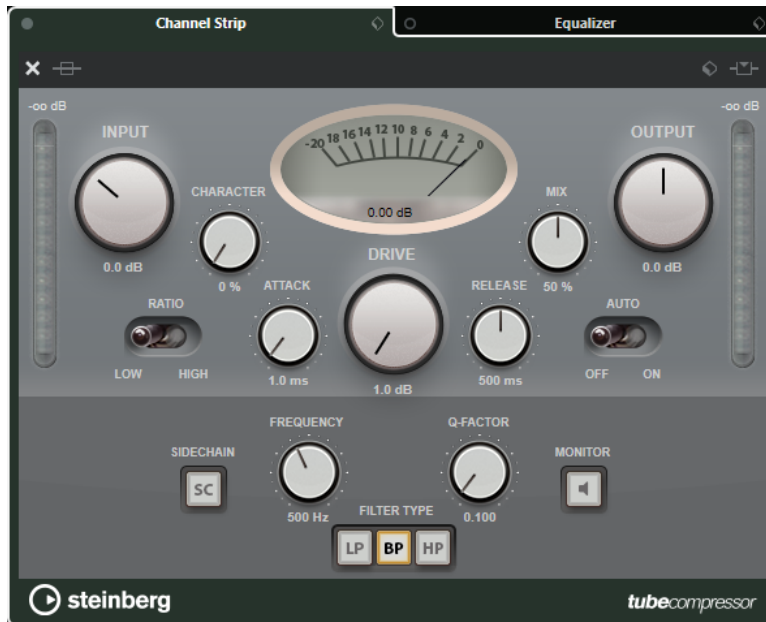 Channel Strip
Equalizer
-oo dB
-oo dB
INPUT
OUTPUT
-20 18 16 14 12 10 8 6 4 2 0
0.00 dB
CHARACTER
MIX
0.0 dB
0.0 dB
0 %
50 %
DRIVE
ATTACK
RELEASE
RATIO
AUTO
LOW HIGH
OFF ON
1.0 ms
1.0 dB
500 ms
FREQUENCY
Q-FACTOR
SIDECHAIN
MONITOR
SC
500 Hz
FILTER TYPE
0.100
LP BP HP
steinberg
tubecompressor